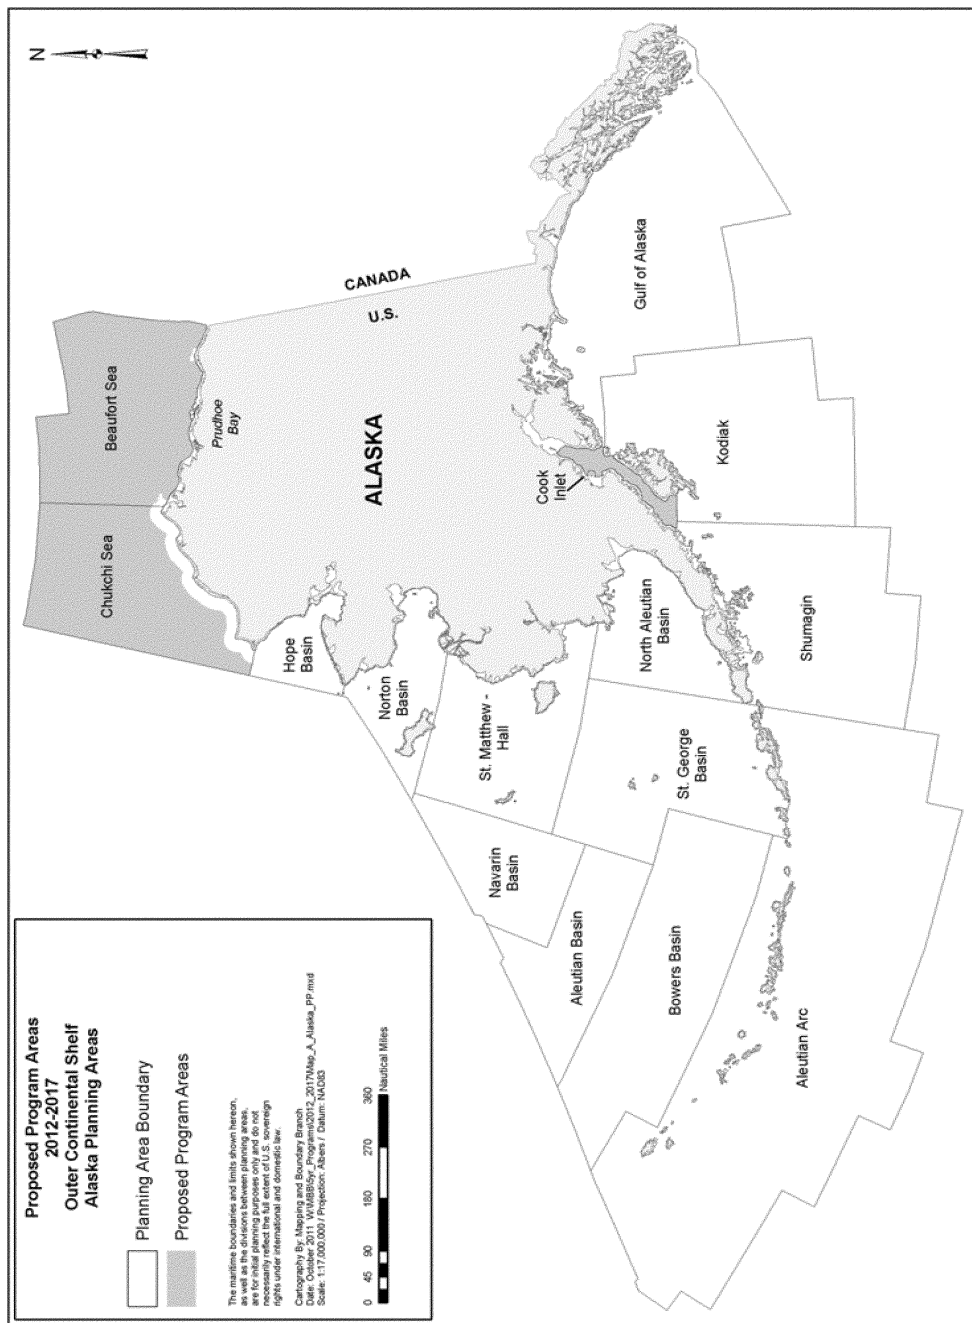 N
Proposed Program Areas
2012-2017
Outer Continental Shelf
Alaska Planning Areas
Planning Area Boundary
Proposed Program Areas
The maritime boundaries and limits shown hereon,
as well as the divisions between planning areas,
are for initial planning purposes only and do not
necessarily reflect the full extent of U.S. sovereign
rights under international and domestic law.
Cartography By: Mapping and Boundary Branch
Date: October 2011 W:\MBB\5yr_Programs\2012_2017\Map_A_Alaska_PP.mxd
Scale: 1:17,000,000 / Projection: Albers / Datum: NAD83
0 45 90 180 270 360
Nautical Miles
Chukchi Sea
Beaufort Sea
Prudhoe
Bay
CANADA
U.S.
ALASKA
Hope
Basin
Norton
Basin
St. Matthew -
Hall
Navarin
Basin
Aleutian Basin
Bowers Basin
Aleutian Arc
St. George
Basin
North Aleutian
Basin
Cook
Inlet
Shumagin
Kodiak
Gulf of Alaska